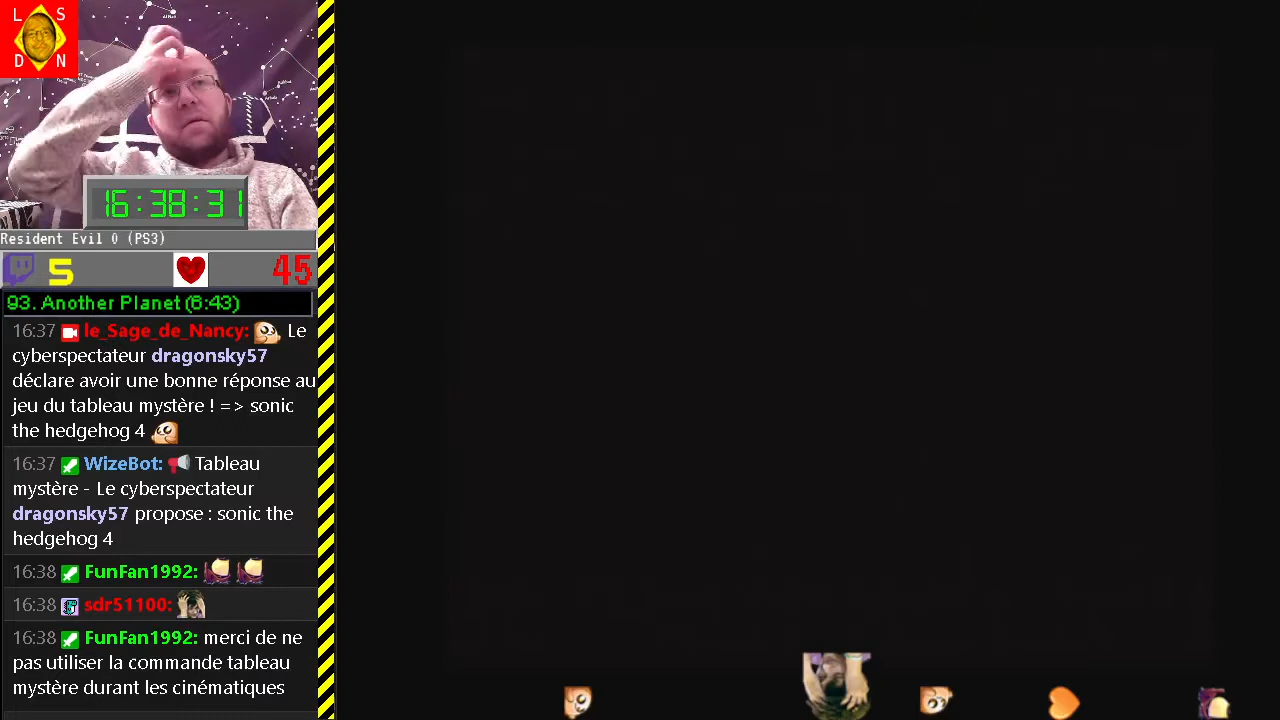 L S
D N
16:38:31
Resident Evil 0 (PS3)
5 45
93. Another Planet (6:43)
16:37 le_Sage_de_Nancy: Le
cyberspectateur dragonsky57
déclare avoir une bonne réponse au
jeu du tableau mystère ! => sonic
the hedgehog 4
16:37 WizeBot: Tableau
mystère - Le cyberspectateur
dragonsky57 propose : sonic the
hedgehog 4
16:38 FunFan1992:
16:38 sdr51100:
16:38 FunFan1992: merci de ne
pas utiliser la commande tableau
mystère durant les cinématiques